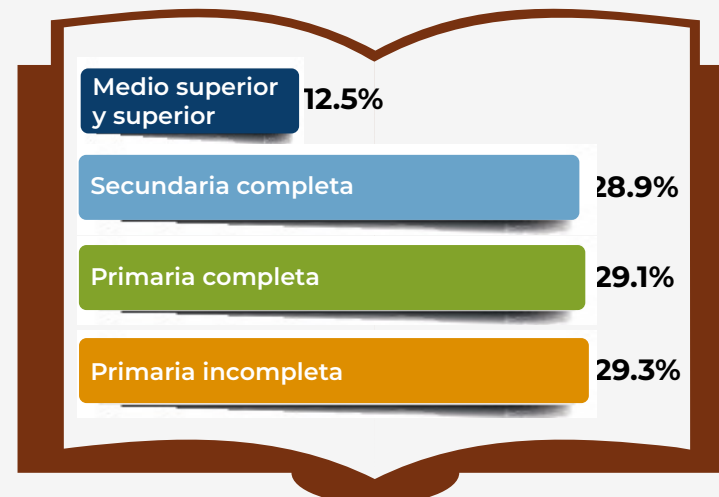 Medio superior
y superior
12.5%
Secundaria completa
28.9%
Primaria completa
29.1%
Primaria incompleta
29.3%